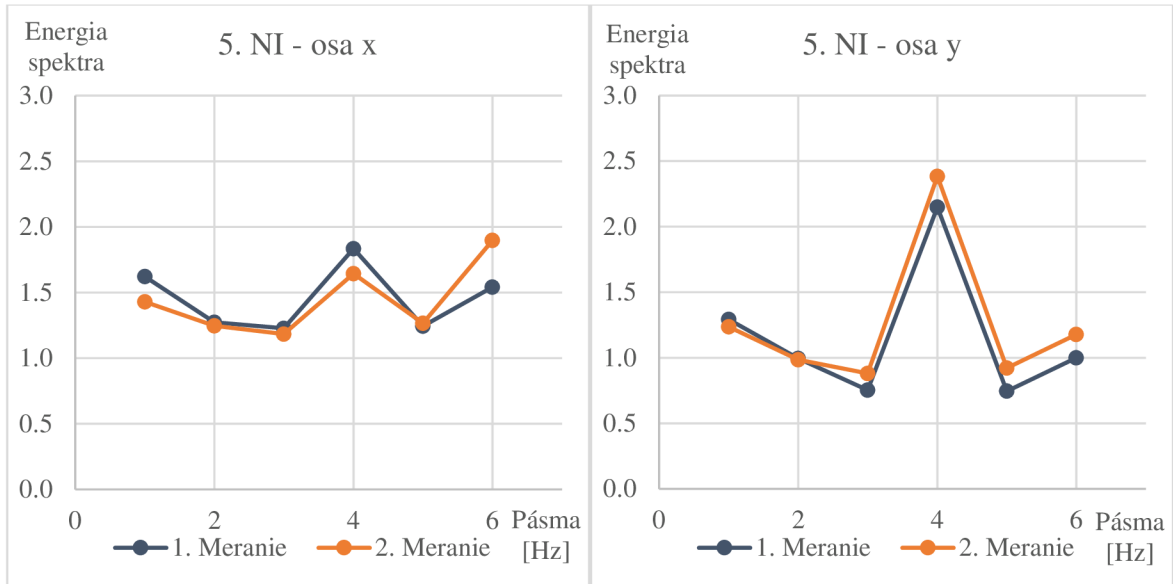 Energia
spektra
5. NI - osa x
3.0
2.5
2.0
1.5
1.0
0.5
0.0
0 2 4 6 Pásma
[Hz]
1. Meranie 2. Meranie
Energia
spektra
5. NI - osa y
3.0
2.5
2.0
1.5
1.0
0.5
0.0
0 2 4 6 Pásma
[Hz]
1. Meranie 2. Meranie